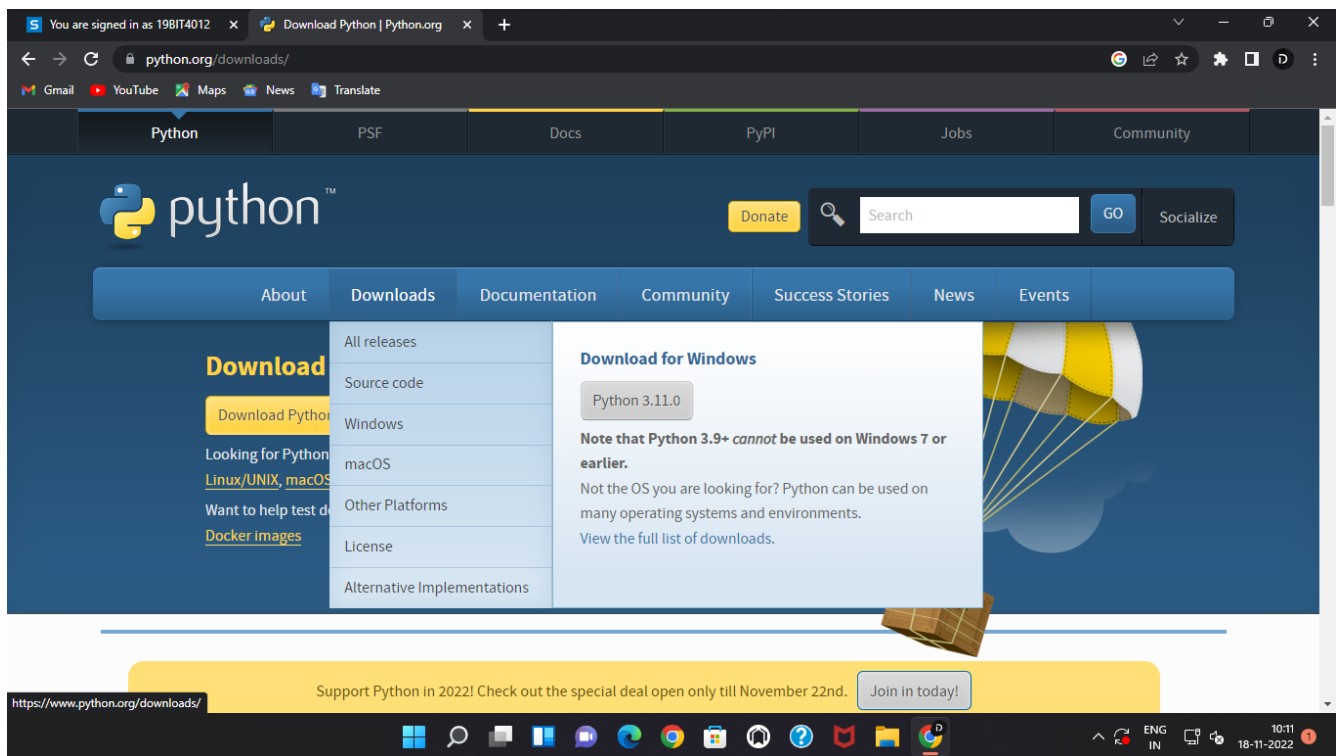 You are signed in as 19BIT4012
Download Python | Python.org
python.org/downloads/
D
Gmail YouTube Maps News Translate
Python PSF Docs PyPI Jobs Community
python™
Donate Search GO Socialize
About Downloads Documentation Community Success Stories News Events
All releases
Source code
Windows
macOS
Other Platforms
License
Alternative Implementations
Download for Windows
Python 3.11.0
Note that Python 3.9+ cannot be used on Windows 7 or
earlier.
Not the OS you are looking for? Python can be used on
many operating systems and environments.
View the full list of downloads.
Download
Download Pytho
Looking for Python
Linux/UNIX, macOS
Want to help test d
Docker images
Support Python in 2022! Check out the special deal open only till November 22nd. Join in today!
https://www.python.org/downloads/
ENG
IN
10:11
18-11-2022
1